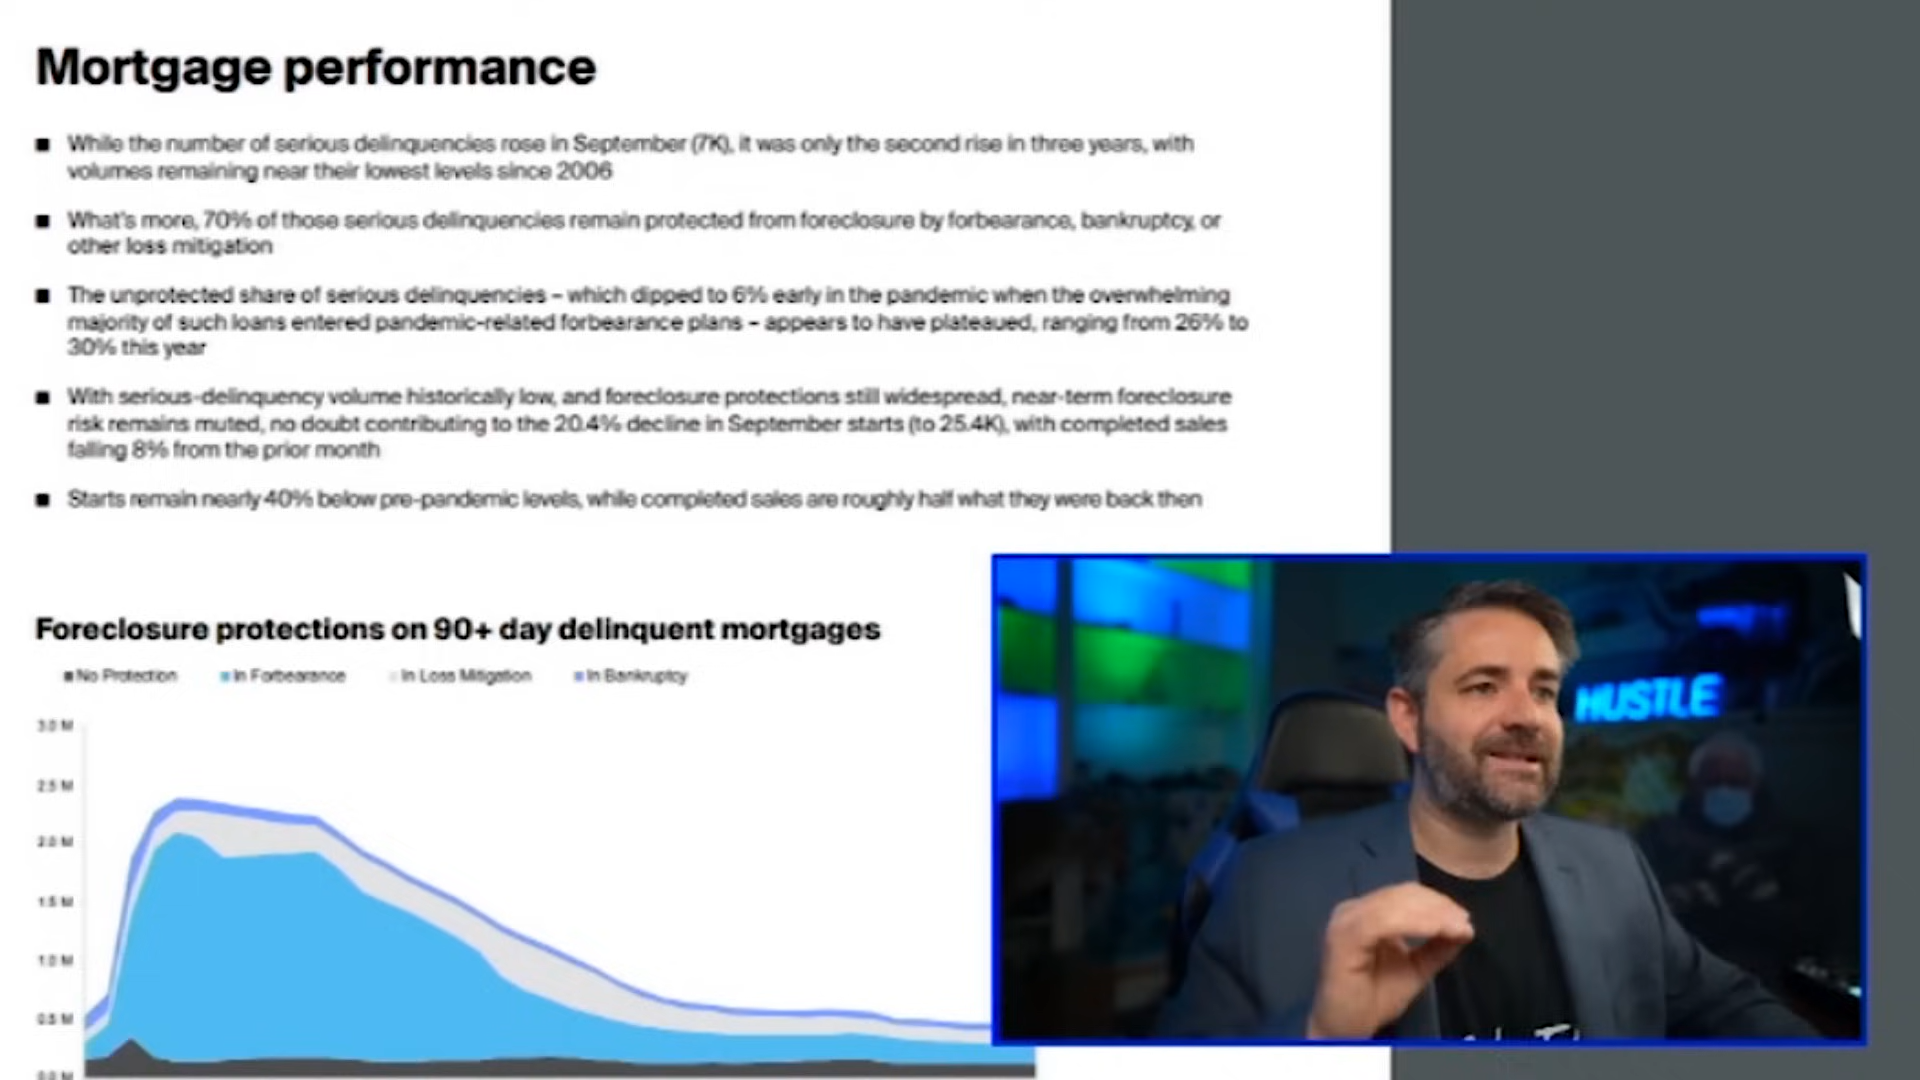 Mortgage performance
While the number of serious delinquencies rose in September (7K), it was only the second rise in three years, with
volumes remaining near their lowest levels since 2006
What's more, 70% of those serious delinquencies remain protected from foreclosure by forbearance, bankruptcy, or
other loss mitigation
The unprotected share of serious delinquencies – which dipped to 6% early in the pandemic when the overwhelming
majority of such loans entered pandemic-related forbearance plans – appears to have plateaued, ranging from 26% to
30% this year
With serious-delinquency volume historically low, and foreclosure protections still widespread, near-term foreclosure
risk remains muted, no doubt contributing to the 20.4% decline in September starts (to 25.4K), with completed sales
falling 8% from the prior month
Starts remain nearly 40% below pre-pandemic levels, while completed sales are roughly half what they were back then
Foreclosure protections on 90+ day delinquent mortgages
No Protection In Forbearance In Loss Mitigation In Bankruptcy
3.0 M
2.5 M
2.0 M
1.5 M
1.0 M
0.5 M
0.0 M
HUSTLE